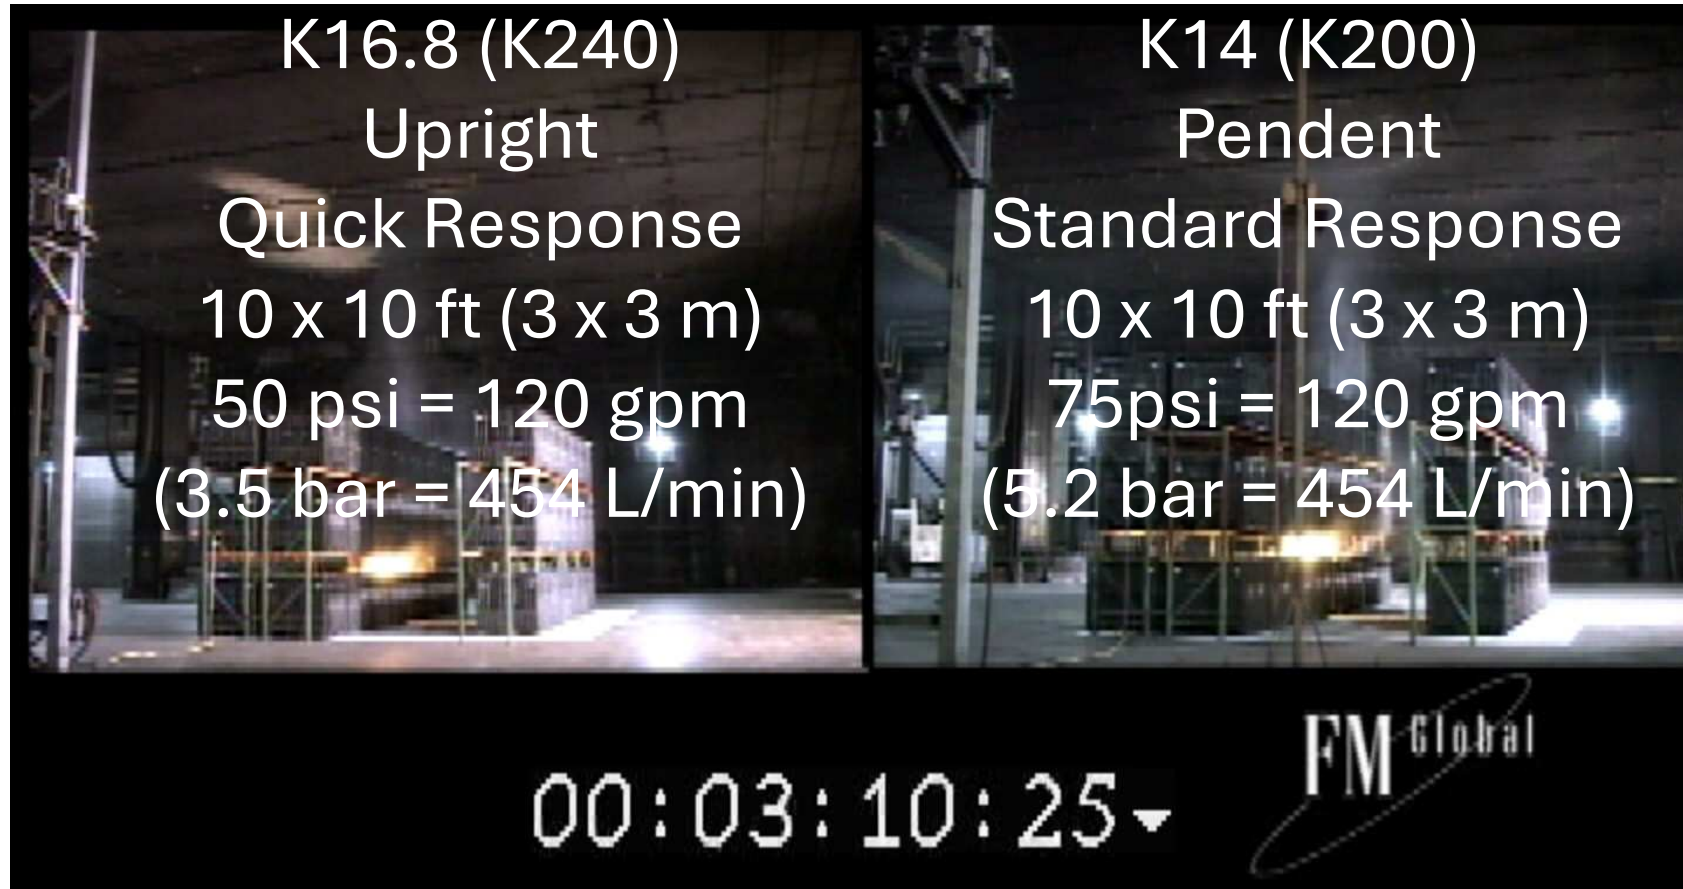 K16.8 (K240)
Upright
Quick Response
10 x 10 ft (3 x 3 m)
50 psi = 120 gpm
(3.5 bar = 454 L/min)
K14 (K200)
Pendent
Standard Response
10 x 10 ft (3 x 3 m)
75psi = 120 gpm
(5.2 bar = 454 L/min)
FM Global
00:03:10:25